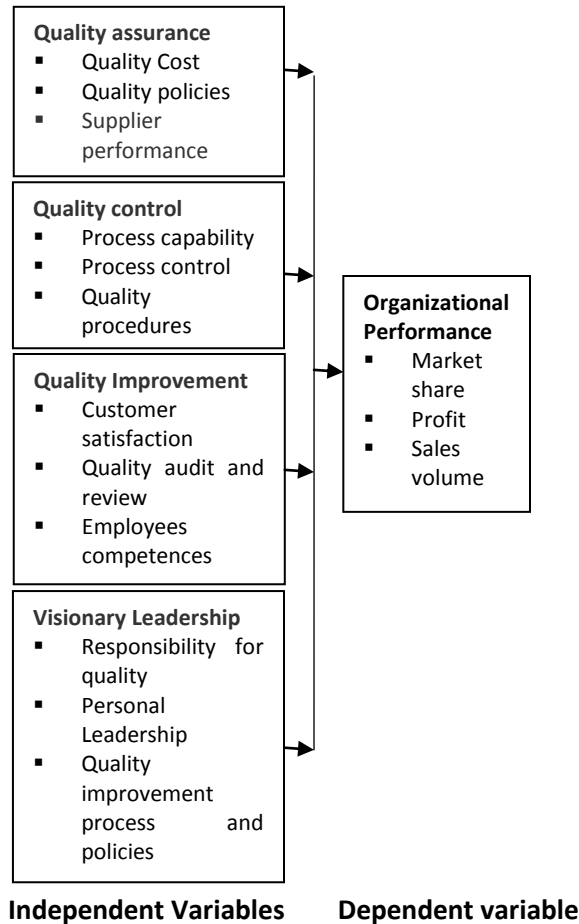 Quality assurance
▪ Quality Cost
▪ Quality policies
▪ Supplier
performance
Quality control
▪ Process capability
▪ Process control
▪ Quality
procedures
Quality Improvement
▪ Customer
satisfaction
▪ Quality audit and
review
▪ Employees
competences
Visionary Leadership
▪ Responsibility for
quality
▪ Personal
Leadership
▪ Quality
improvement
process and
policies
Organizational
Performance
▪ Market
share
▪ Profit
▪ Sales
volume
Independent Variables
Dependent variable